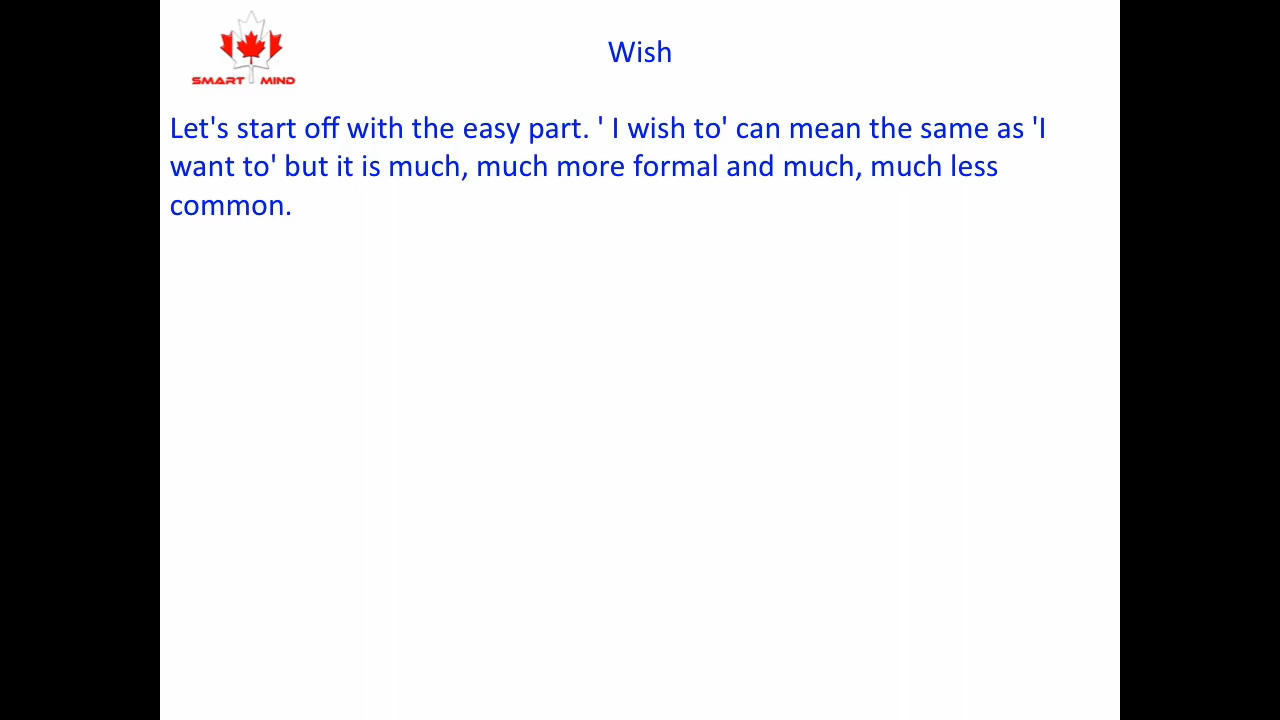 SMART MIND
Wish
Let's start off with the easy part. ' I wish to' can mean the same as 'I
want to' but it is much, much more formal and much, much less
common.